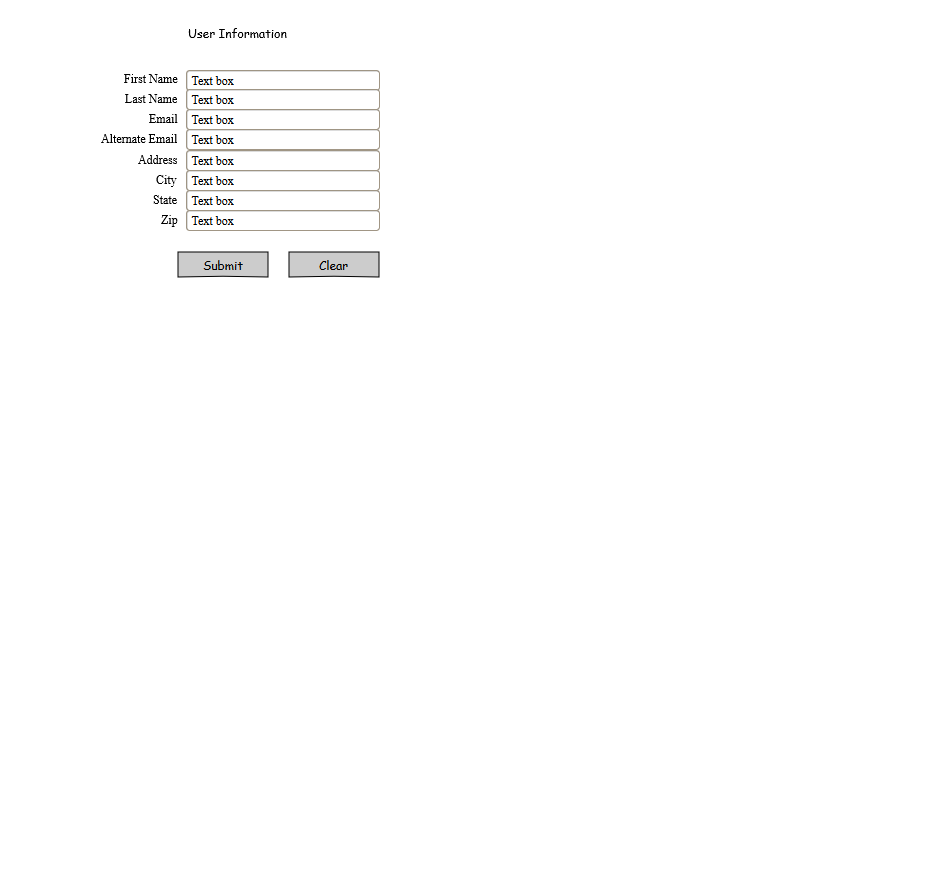 User Information
First Name Text box
Last Name Text box
Email Text box
Alternate Email Text box
Address Text box
City Text box
State Text box
Zip Text box
Submit Clear